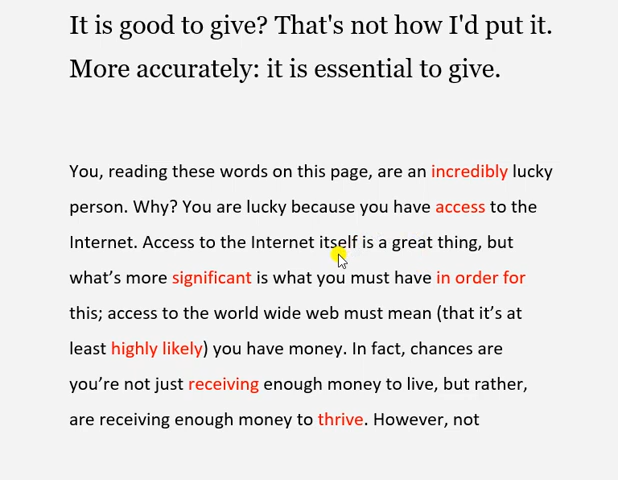 It is good to give? That's not how I'd put it.
More accurately: it is essential to give.
You, reading these words on this page, are an incredibly lucky
person. Why? You are lucky because you have access to the
Internet. Access to the Internet itself is a great thing, but
what’s more significant is what you must have in order for
this; access to the world wide web must mean (that it’s at
least highly likely) you have money. In fact, chances are
you’re not just receiving enough money to live, but rather,
are receiving enough money to thrive. However, not